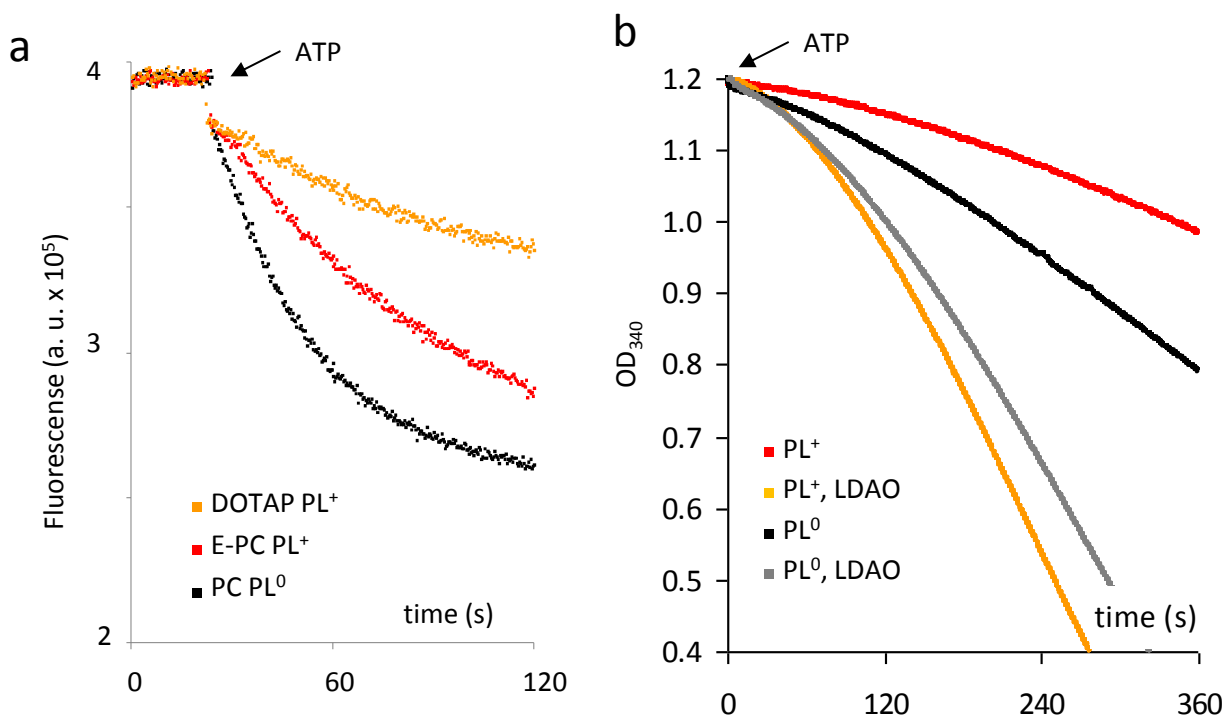 a
ATP
4
3
2
Fluorescense (a. u. x 10⁵)
DOTAP PL⁺
E-PC PL⁺
PC PL⁰
time (s)
0 60 120
b
ATP
1.2
1.1
1.0
0.9
0.8
0.7
0.6
0.5
0.4
OD₃₄₀
PL⁺
PL⁺, LDAO
PL⁰
PL⁰, LDAO
time (s)
0 120 240 360